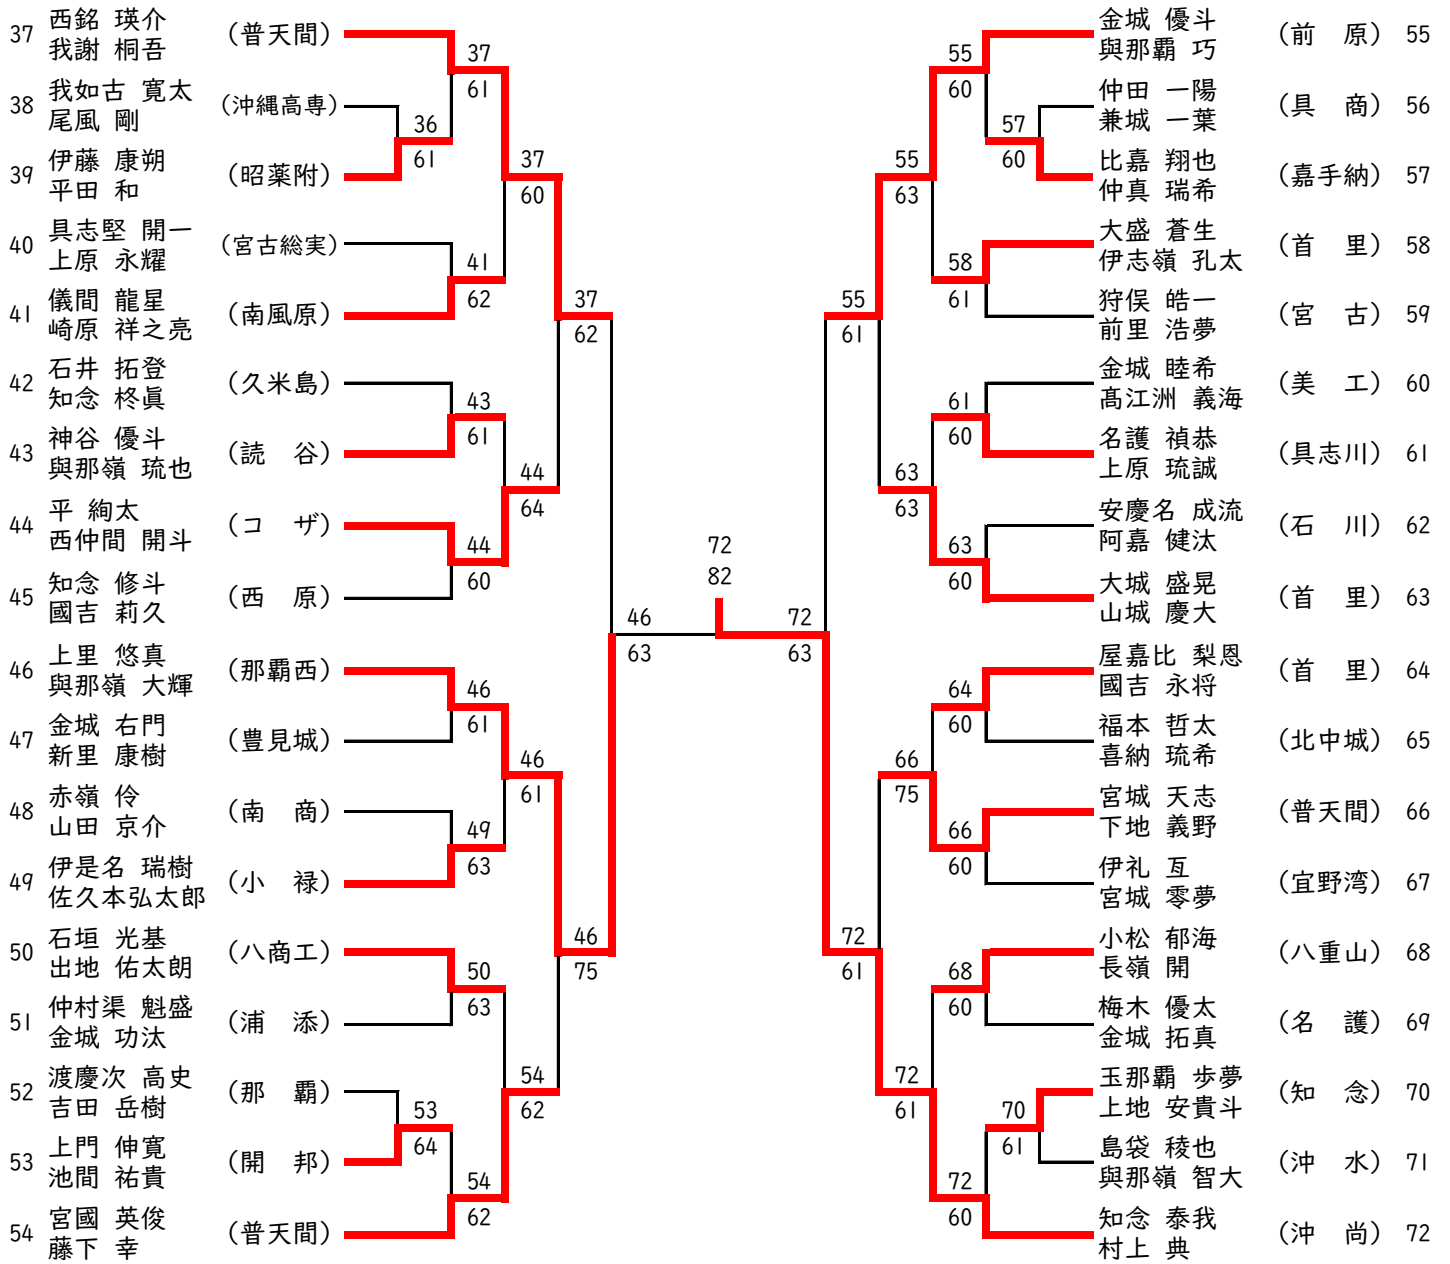 37 西銘 瑛介 我謝 桐吾 (普天間)
38 我如古 寛太 尾風 剛 (沖縄高専)
39 伊藤 康朔 平田 和 (昭薬附)
40 具志堅 開一 上原 永耀 (宮古総実)
41 儀間 龍星 崎原 祥之亮 (南風原)
42 石井 拓登 知念 柊眞 (久米島)
43 神谷 優斗 與那嶺 琉也 (読 谷)
44 平 絢太 西仲間 開斗 (コ ザ)
45 知念 修斗 國吉 莉久 (西 原)
46 上里 悠真 與那嶺 大輝 (那覇西)
47 金城 右門 新里 康樹 (豊見城)
48 赤嶺 伶 山田 京介 (南 商)
49 伊是名 瑞樹 佐久本弘太郎 (小 禄)
50 石垣 光基 出地 佑太朗 (八商工)
51 仲村渠 魁盛 金城 功汰 (浦 添)
52 渡慶次 高史 吉田 岳樹 (那 覇)
53 上門 伸寛 池間 祐貴 (開 邦)
54 宮國 英俊 藤下 幸 (普天間)
37
61
36
61
37
60
41
62
37
62
43
61
44
64
44
60
46
63
46
61
46
61
49
63
46
75
50
63
54
62
53
64
54
62
72
82
72
63
55
60
57
60
55
63
58
61
55
61
61
60
63
63
63
60
64
60
66
75
66
60
72
61
68
60
72
61
70
61
72
60
金城 優斗 與那覇 巧 (前 原) 55
仲田 一陽 兼城 一葉 (具 商) 56
比嘉 翔也 仲真 瑞希 (嘉手納) 57
大盛 蒼生 伊志嶺 孔太 (首 里) 58
狩俣 皓一 前里 浩夢 (宮 古) 59
金城 睦希 髙江洲 義海 (美 工) 60
名護 禎恭 上原 琉誠 (具志川) 61
安慶名 成流 阿嘉 健汰 (石 川) 62
大城 盛晃 山城 慶大 (首 里) 63
屋嘉比 梨恩 國吉 永将 (首 里) 64
福本 哲太 喜納 琉希 (北中城) 65
宮城 天志 下地 義野 (普天間) 66
伊礼 亙 宮城 零夢 (宜野湾) 67
小松 郁海 長嶺 開 (八重山) 68
梅木 優太 金城 拓真 (名 護) 69
玉那覇 歩夢 上地 安貴斗 (知 念) 70
島袋 稜也 與那嶺 智大 (沖 水) 71
知念 泰我 村上 典 (沖 尚) 72